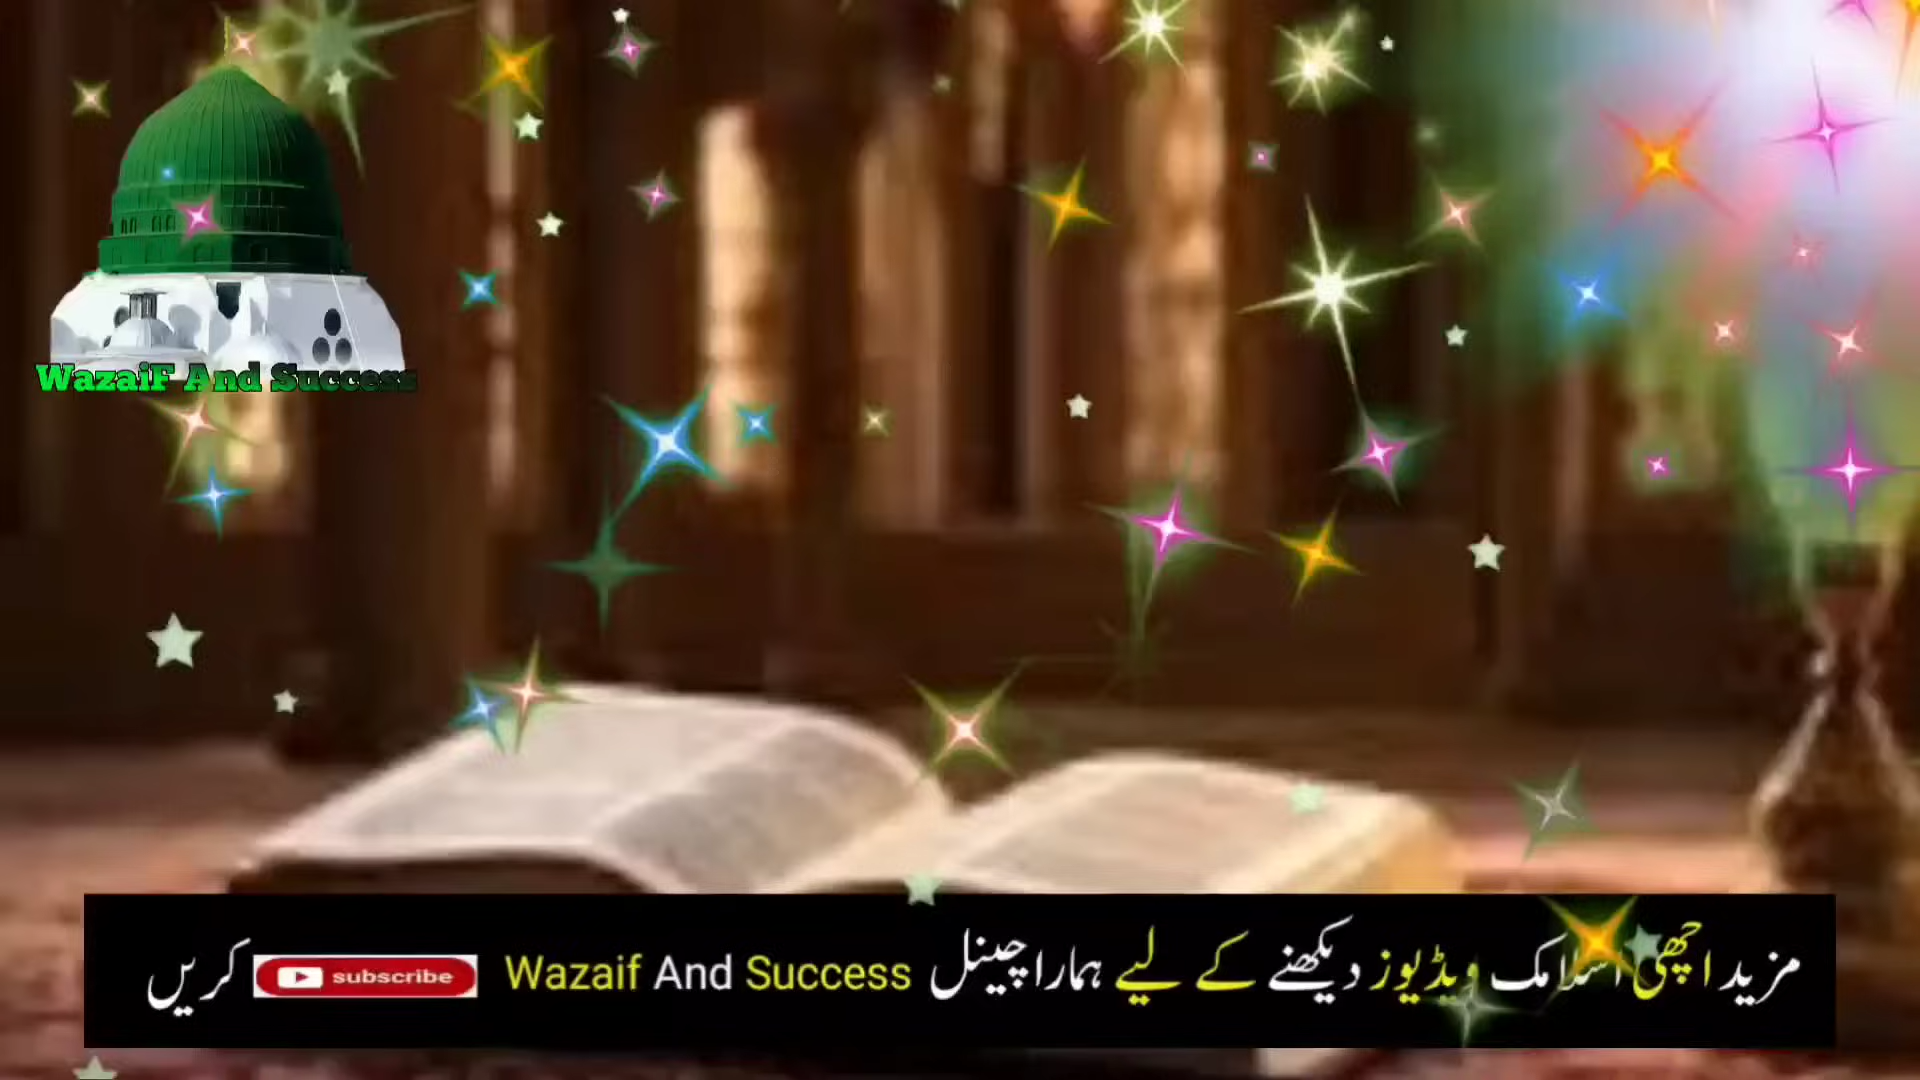 WazaiF And Success
مزید اچھی اسلامک ویڈیوز دیکھنے کے لیے ہمارا چینل Wazaif And Success subscribe کریں